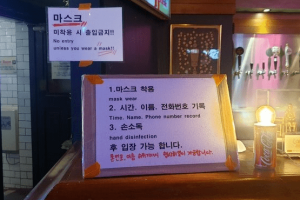 마스크
미착용 시 출입금지!!
No entry
unless you wear a mask!!
1. 마스크 착용
mask wear
2. 시간, 이름, 전화번호 기록
Time, Name, Phone number record
3. 손소독
hand disinfection
후 입장 가능 합니다.